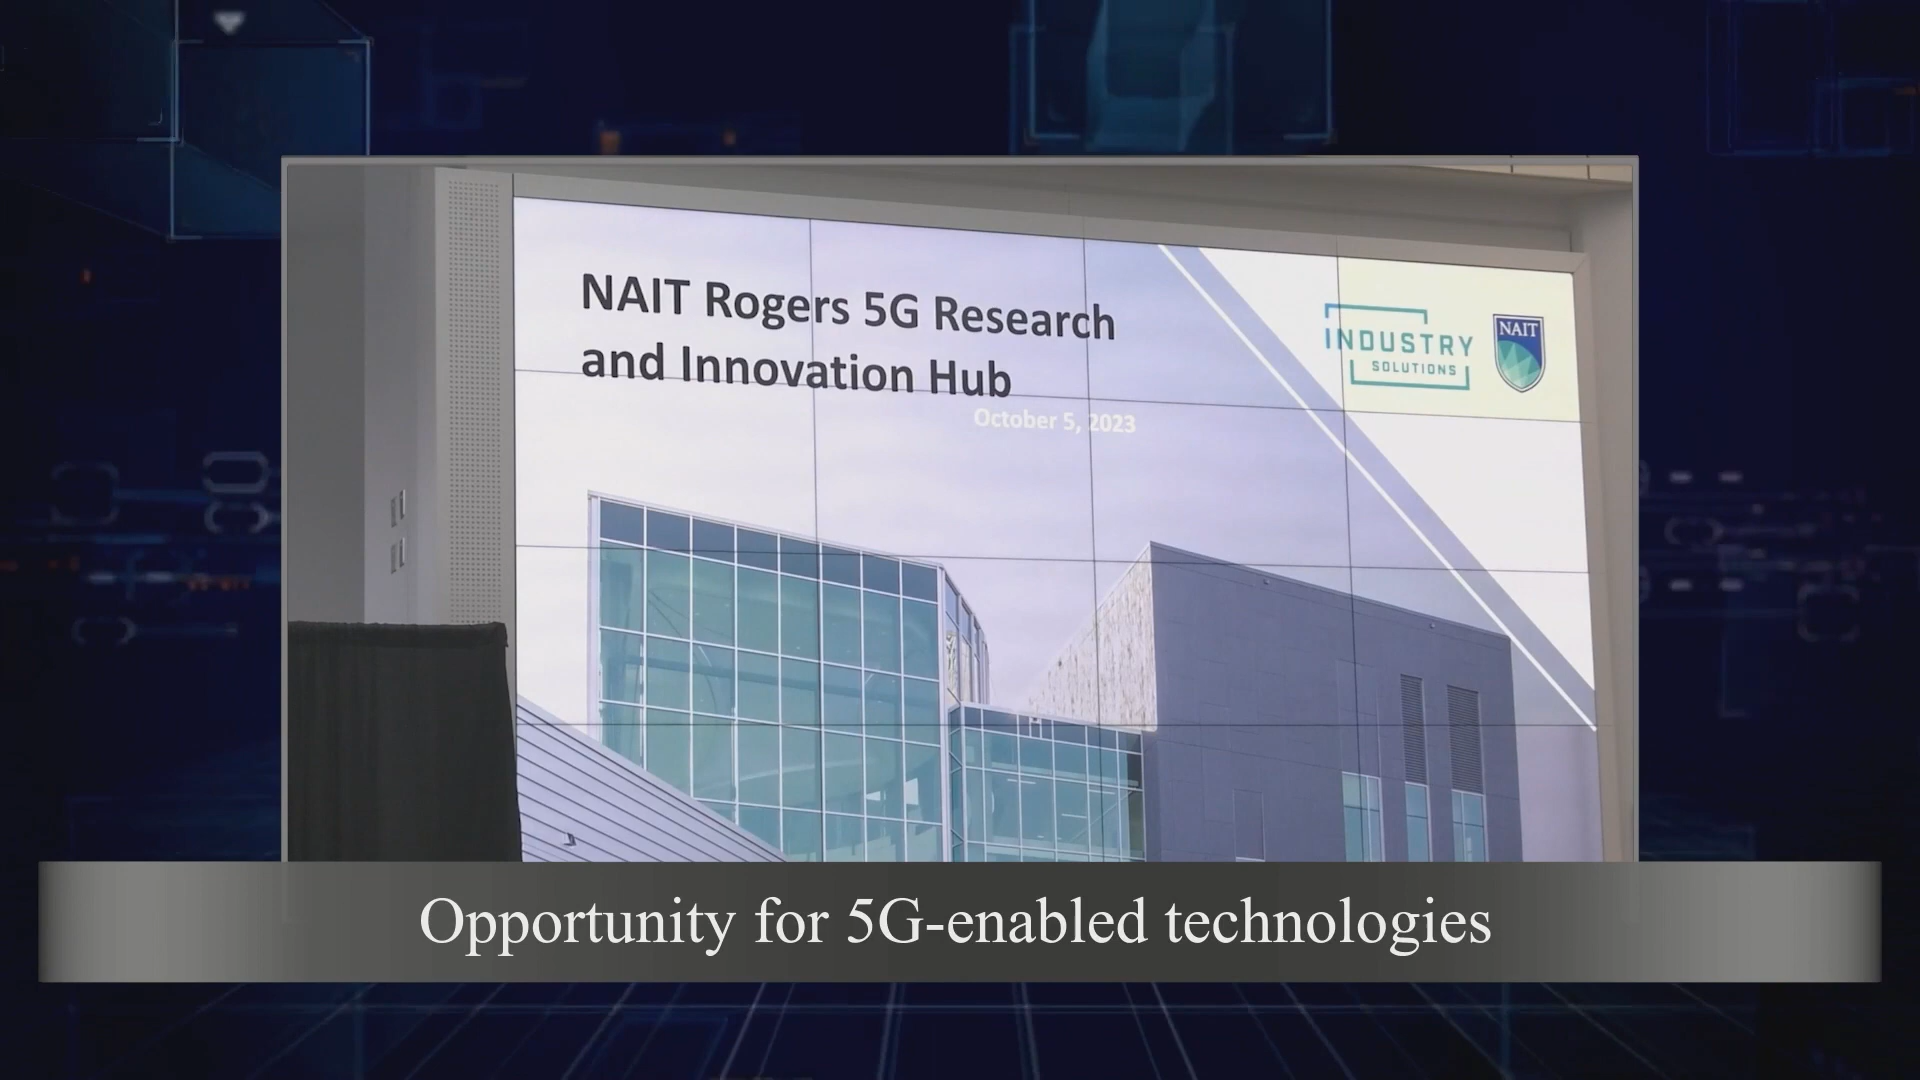 NAIT Rogers 5G Research
and Innovation Hub
October 5, 2023
INDUSTRY
SOLUTIONS
NAIT
Opportunity for 5G-enabled technologies